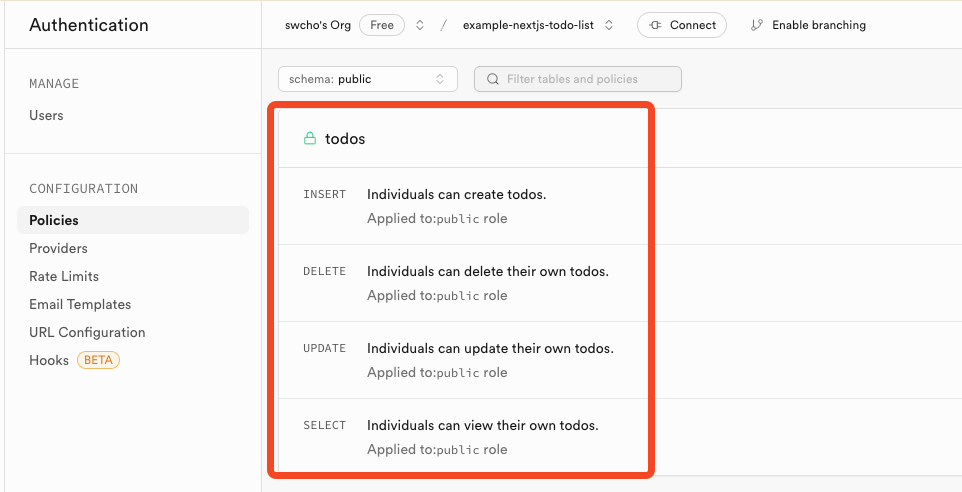 Authentication
swcho's Org Free / example-nextjs-todo-list Connect Enable branching
MANAGE
Users
CONFIGURATION
Policies
Providers
Rate Limits
Email Templates
URL Configuration
Hooks BETA
schema: public Filter tables and policies
todos
INSERT Individuals can create todos.
Applied to:public role
DELETE Individuals can delete their own todos.
Applied to:public role
UPDATE Individuals can update their own todos.
Applied to:public role
SELECT Individuals can view their own todos.
Applied to:public role